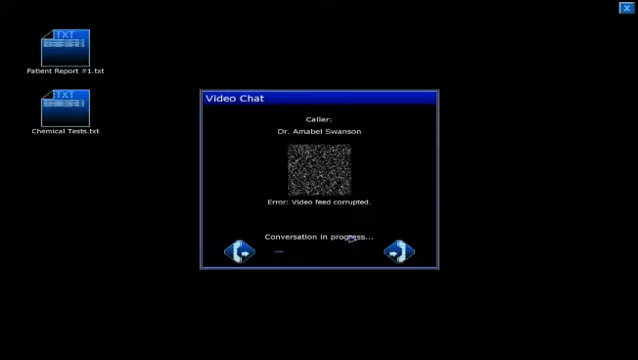 X
TXT
Patient Report #1.txt
TXT
Chemical Tests.txt
Video Chat
Caller:
Dr. Amabel Swanson
Error: Video feed corrupted.
Conversation in progress...